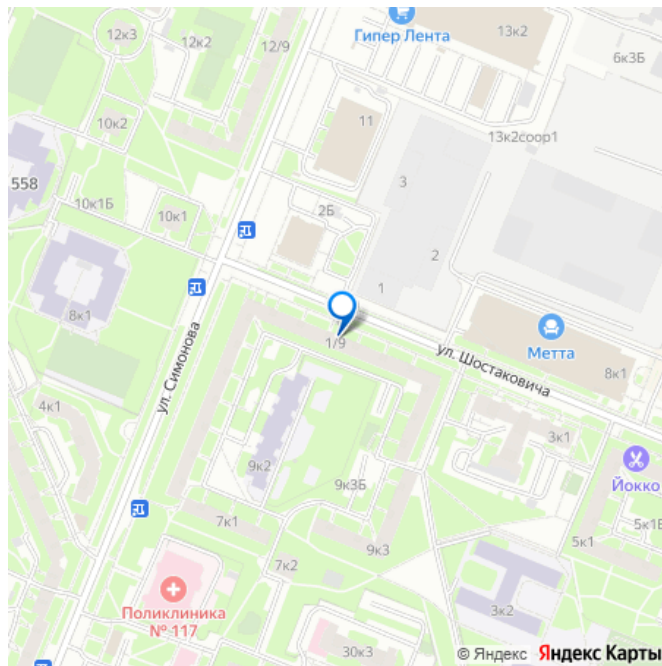 12к3
12к2
12/9
Гипер Лента
13к2
6к3Б
10к2
11
13к2соор1
558
3
10к1Б
10к1
2Б
2
1
8к1
ул. Симонова
1/9
ул. Шостаковича
Метта
8к1
4к1
3к1
9к2
9к3Б
Йокко
7к1
9к3
5к1
5к1Б
7к2
Поликлиника
№ 117
3к2
30к3
© Яндекс Яндекс Карты